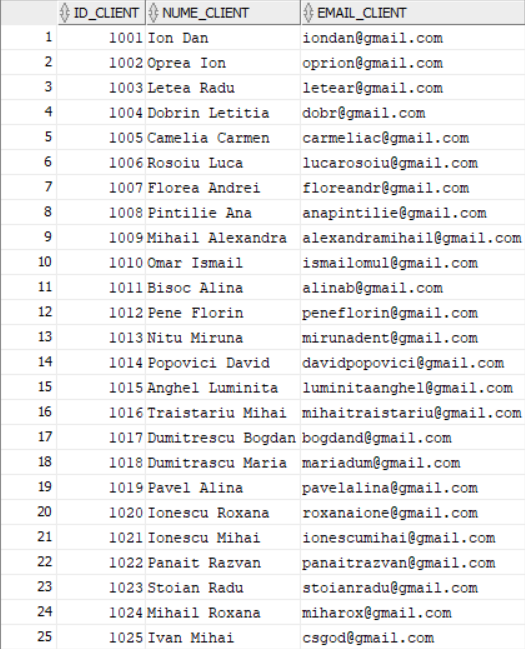 ID_CLIENT NUME_CLIENT EMAIL_CLIENT
1 1001 Ion Dan iondan@gmail.com
2 1002 Oprea Ion oprion@gmail.com
3 1003 Letea Radu letear@gmail.com
4 1004 Dobrin Letitia dobr@gmail.com
5 1005 Camelia Carmen carmeliac@gmail.com
6 1006 Rosoiu Luca lucarosoiu@gmail.com
7 1007 Florea Andrei floreandr@gmail.com
8 1008 Pintilie Ana anapintilie@gmail.com
9 1009 Mihail Alexandra alexandramihail@gmail.com
10 1010 Omar Ismail ismailomul@gmail.com
11 1011 Bisoc Alina alinab@gmail.com
12 1012 Pene Florin peneflorin@gmail.com
13 1013 Nitu Miruna mirunadent@gmail.com
14 1014 Popovici David davidpopovici@gmail.com
15 1015 Anghel Luminita luminitaanghel@gmail.com
16 1016 Traistariu Mihai mihaitraistariu@gmail.com
17 1017 Dumitrescu Bogdan bogdand@gmail.com
18 1018 Dumitrascu Maria mariadum@gmail.com
19 1019 Pavel Alina pavelalina@gmail.com
20 1020 Ionescu Roxana roxanaione@gmail.com
21 1021 Ionescu Mihai ionescumihai@gmail.com
22 1022 Panait Razvan panaitrazvan@gmail.com
23 1023 Stoian Radu stoianradu@gmail.com
24 1024 Mihail Roxana miharox@gmail.com
25 1025 Ivan Mihai csgod@gmail.com